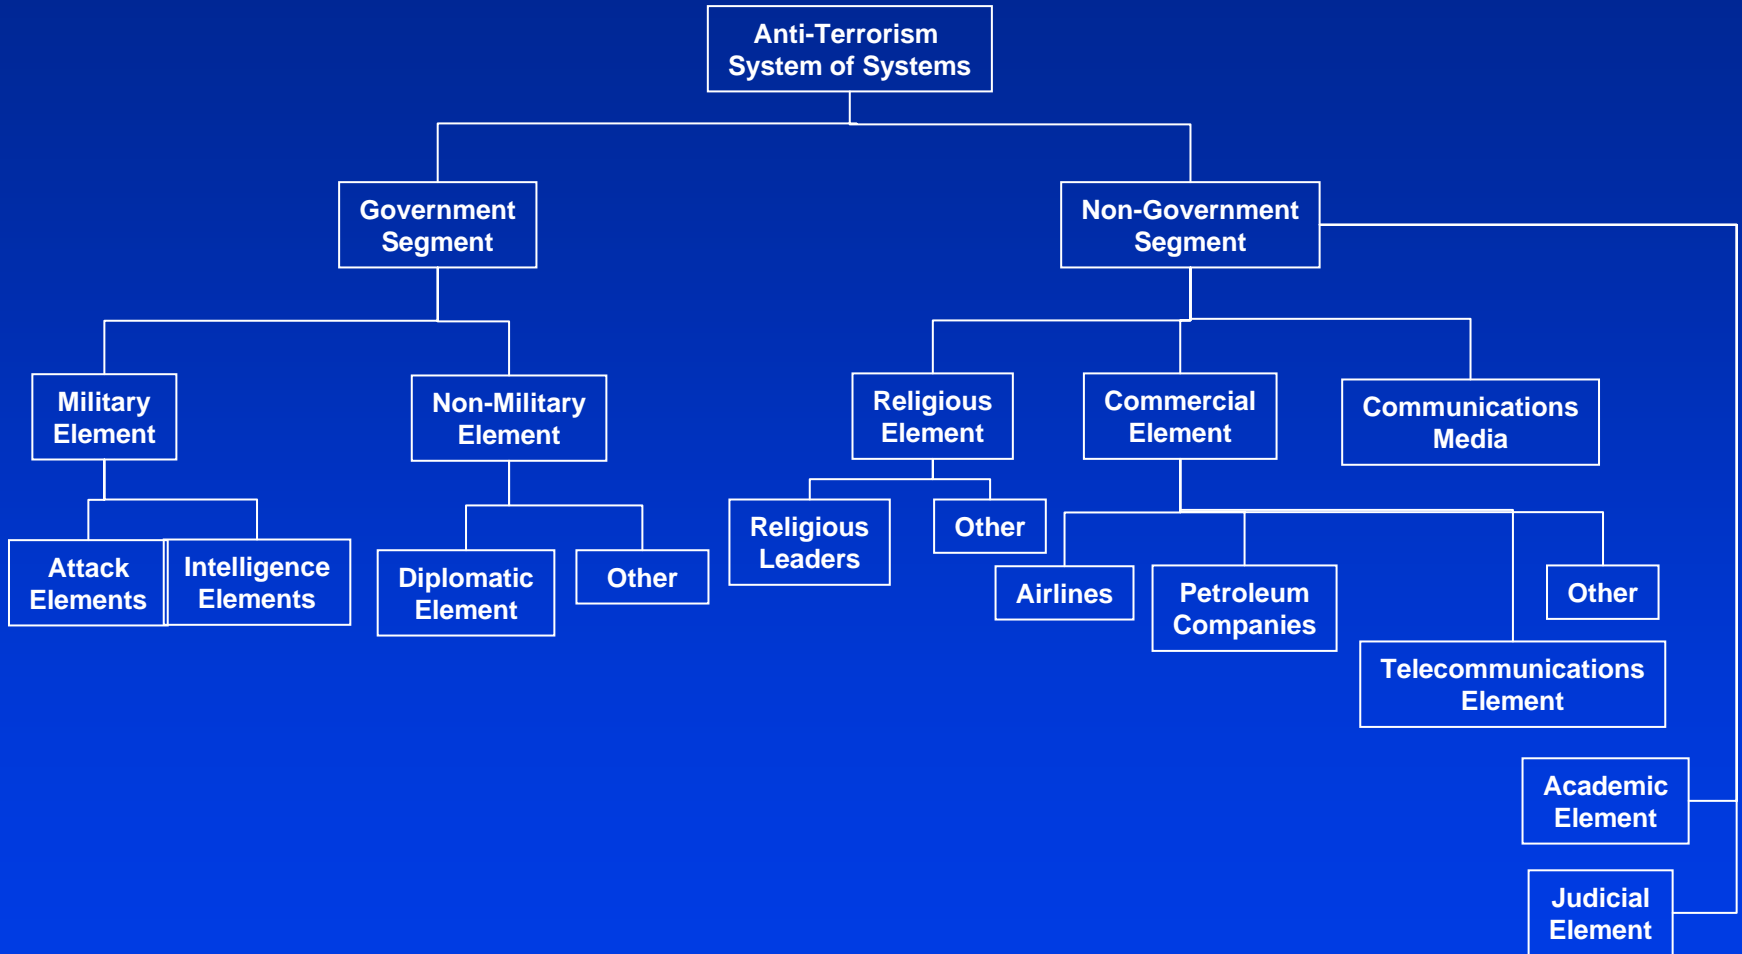 Anti-Terrorism
System of Systems
Government
Segment
Non-Government
Segment
Military
Element
Non-Military
Element
Religious
Element
Commercial
Element
Communications
Media
Attack
Elements
Intelligence
Elements
Diplomatic
Element
Other
Religious
Leaders
Other
Airlines
Petroleum
Companies
Other
Telecommunications
Element
Academic
Element
Judicial
Element